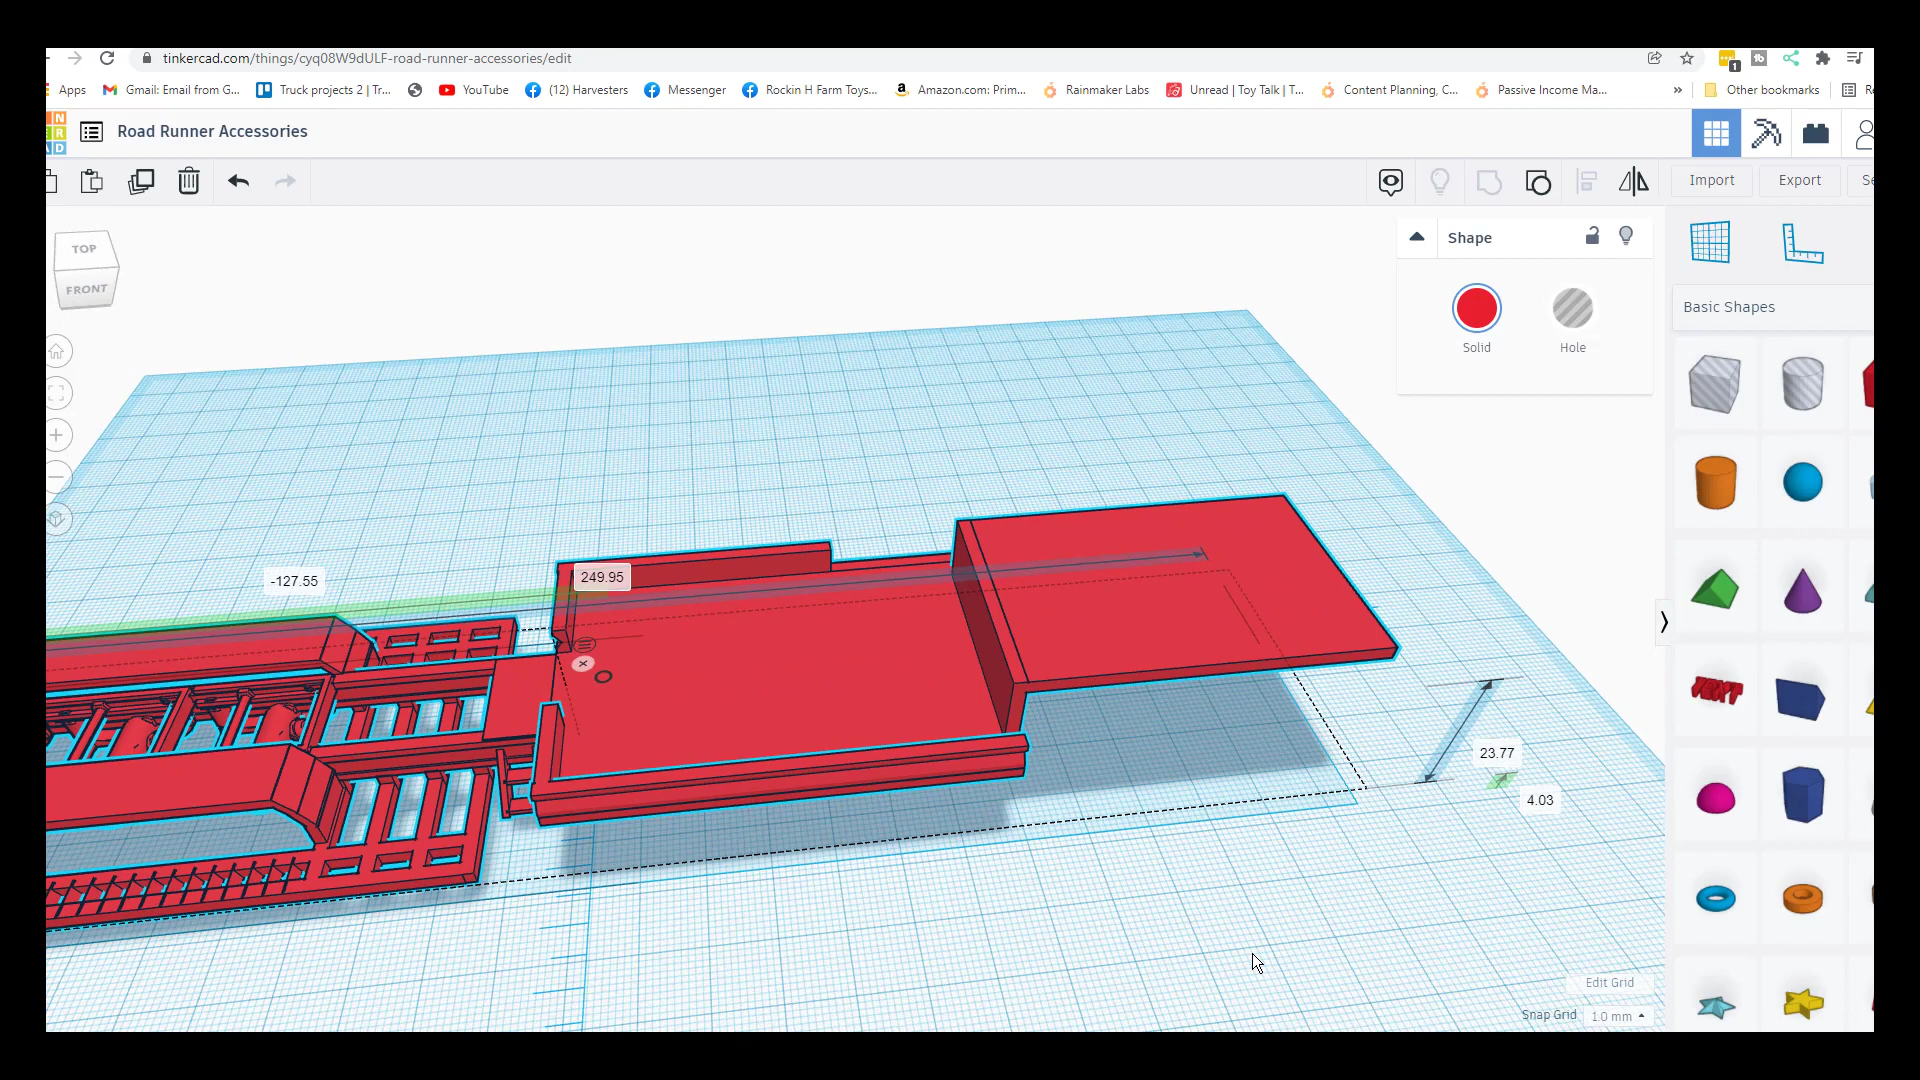 tinkercad.com/things/cyq08W9dULF-road-runner-accessories/edit
1
Apps
Gmail: Email from G...
Truck projects 2 | Tr...
YouTube
(12) Harvesters
Messenger
Rockin H Farm Toys...
Amazon.com: Prim...
Rainmaker Labs
Unread | Toy Talk | T...
Content Planning, C...
Passive Income Ma...
»
Other bookmarks
Road Runner Accessories
Import
Export
TOP
FRONT
Shape
Solid
Hole
Basic Shapes
-127.55
249.95
23.77
4.03
TEXT
Edit Grid
Snap Grid
1.0 mm